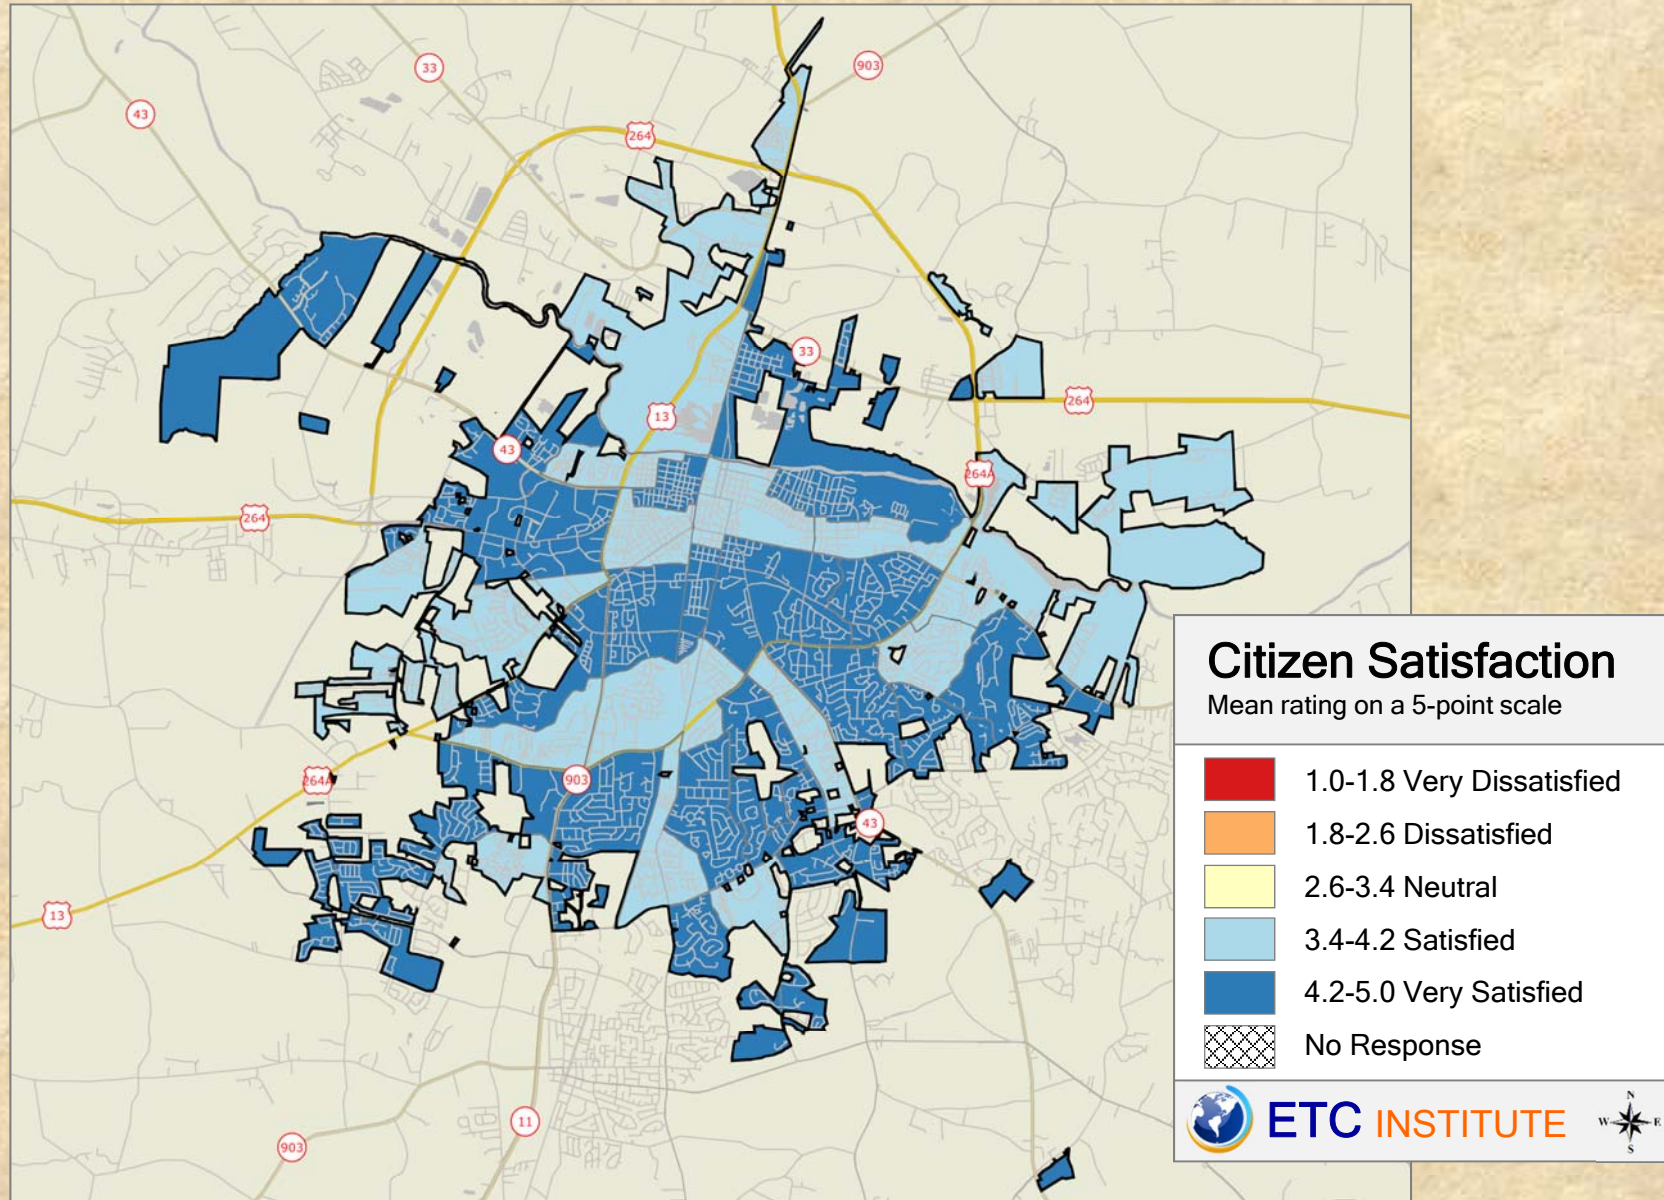 33
903
43
264
33
264
13
43
264A
264
903
264A
43
13
11
903
Citizen Satisfaction
Mean rating on a 5-point scale
1.0-1.8 Very Dissatisfied
1.8-2.6 Dissatisfied
2.6-3.4 Neutral
3.4-4.2 Satisfied
4.2-5.0 Very Satisfied
No Response
ETC INSTITUTE
N
W E
S